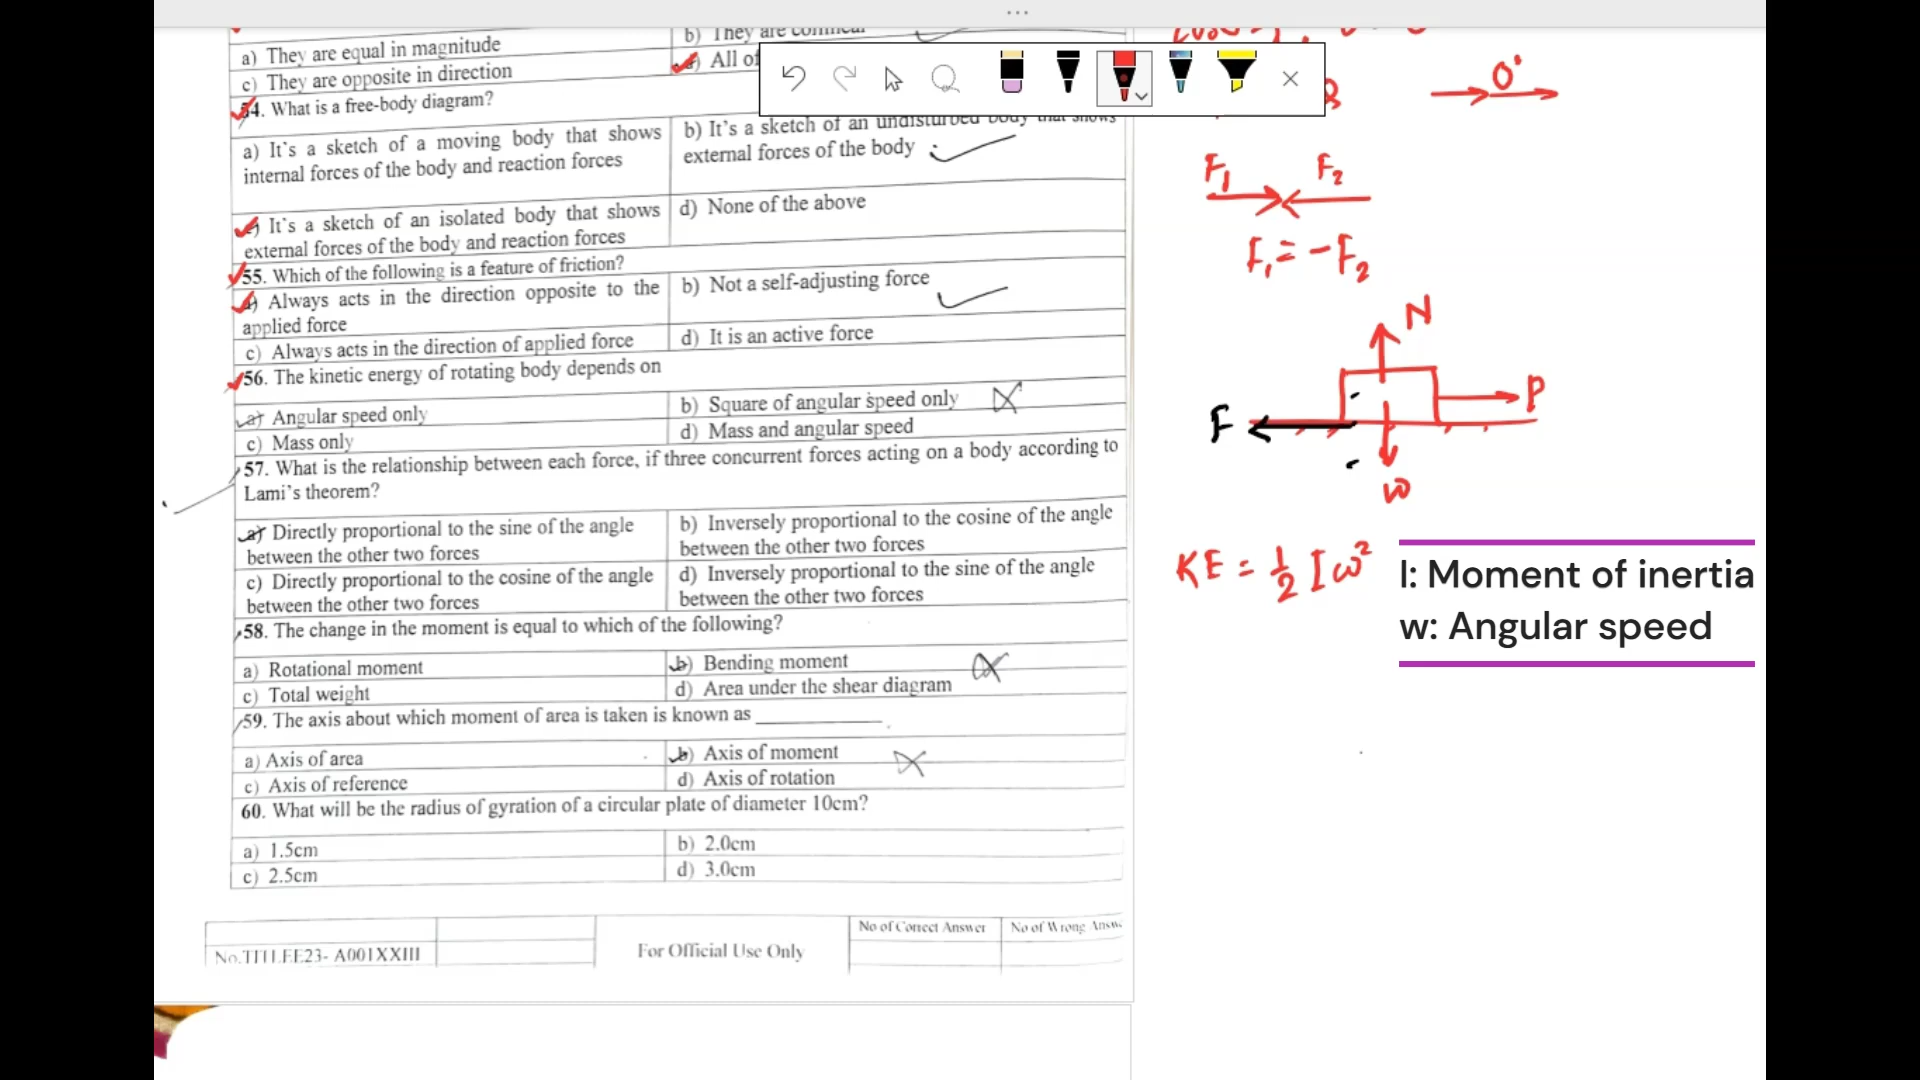 a) They are equal in magnitude
c) They are opposite in direction
b) They are
All of
54. What is a free-body diagram?
a) It's a sketch of a moving body that shows
internal forces of the body and reaction forces
b) It's a sketch of an undisturbed body that shows
external forces of the body
It's a sketch of an isolated body that shows
external forces of the body and reaction forces
d) None of the above
55. Which of the following is a feature of friction?
a) Always acts in the direction opposite to the
applied force
b) Not a self-adjusting force
c) Always acts in the direction of applied force
d) It is an active force
56. The kinetic energy of rotating body depends on
a) Angular speed only
b) Square of angular speed only
c) Mass only
d) Mass and angular speed
57. What is the relationship between each force, if three concurrent forces acting on a body according to
Lami's theorem?
a) Directly proportional to the sine of the angle
between the other two forces
b) Inversely proportional to the cosine of the angle
between the other two forces
c) Directly proportional to the cosine of the angle
between the other two forces
d) Inversely proportional to the sine of the angle
between the other two forces
58. The change in the moment is equal to which of the following?
a) Rotational moment
b) Bending moment
c) Total weight
d) Area under the shear diagram
59. The axis about which moment of area is taken is known as ____________ .
a) Axis of area
b) Axis of moment
c) Axis of reference
d) Axis of rotation
60. What will be the radius of gyration of a circular plate of diameter 10cm?
a) 1.5cm
b) 2.0cm
c) 2.5cm
d) 3.0cm
A001XXIII
For Official Use Only
No of Correct Answer
No of Wrong
0°
F₁ F₂
F₁ = -F₂
N
P
F
W
KE = ½ I ω²
I: Moment of inertia
w: Angular speed